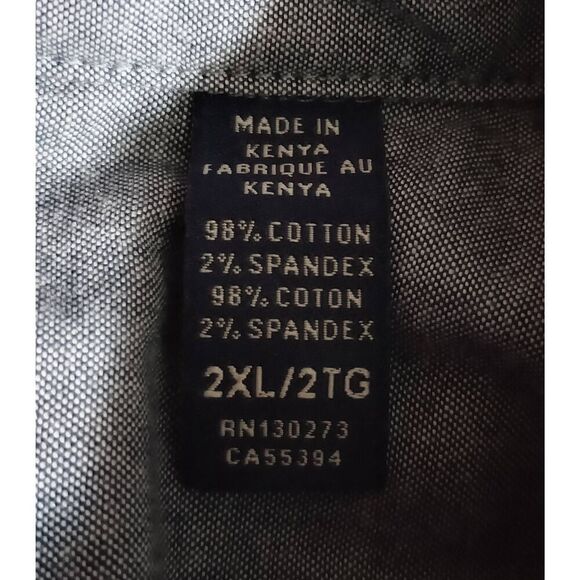 MADE IN
KENYA
FABRIQUE AU
KENYA
98% COTTON
2% SPANDEX
98% COTON
2% SPANDEX
2XL/2TG
RN130273
CA55394